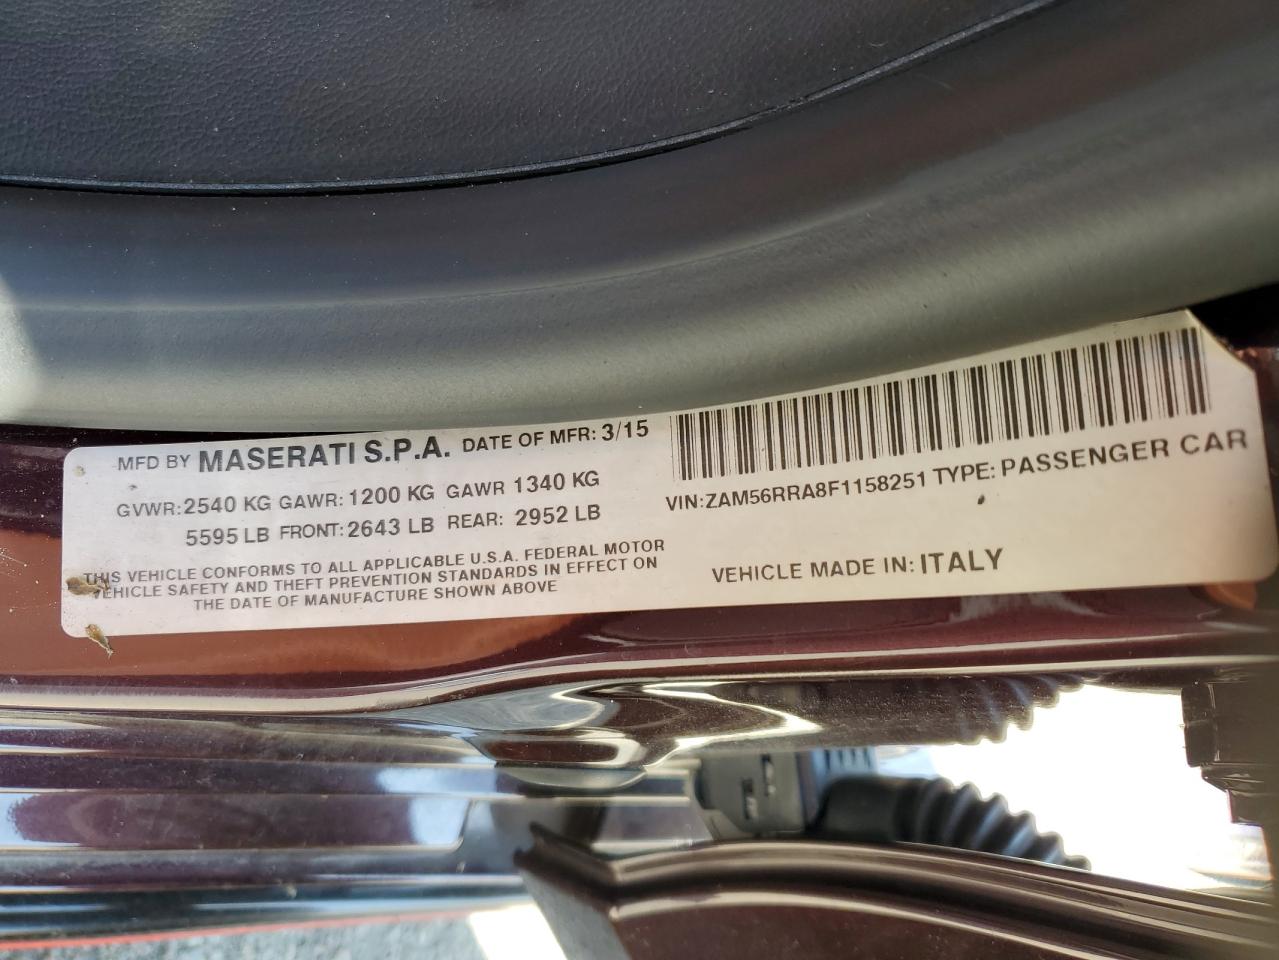 MFD BY MASERATI S.P.A. DATE OF MFR: 3/15
GVWR: 2540 KG GAWR: 1200 KG GAWR 1340 KG
5595 LB FRONT: 2643 LB REAR: 2952 LB
THIS VEHICLE CONFORMS TO ALL APPLICABLE U.S.A. FEDERAL MOTOR
VEHICLE SAFETY AND THEFT PREVENTION STANDARDS IN EFFECT ON
THE DATE OF MANUFACTURE SHOWN ABOVE
VIN: ZAM56RRA8F1158251 TYPE: PASSENGER CAR
VEHICLE MADE IN: ITALY